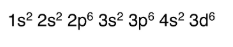 1s² 2s² 2p⁶ 3s² 3p⁶ 4s² 3d⁶